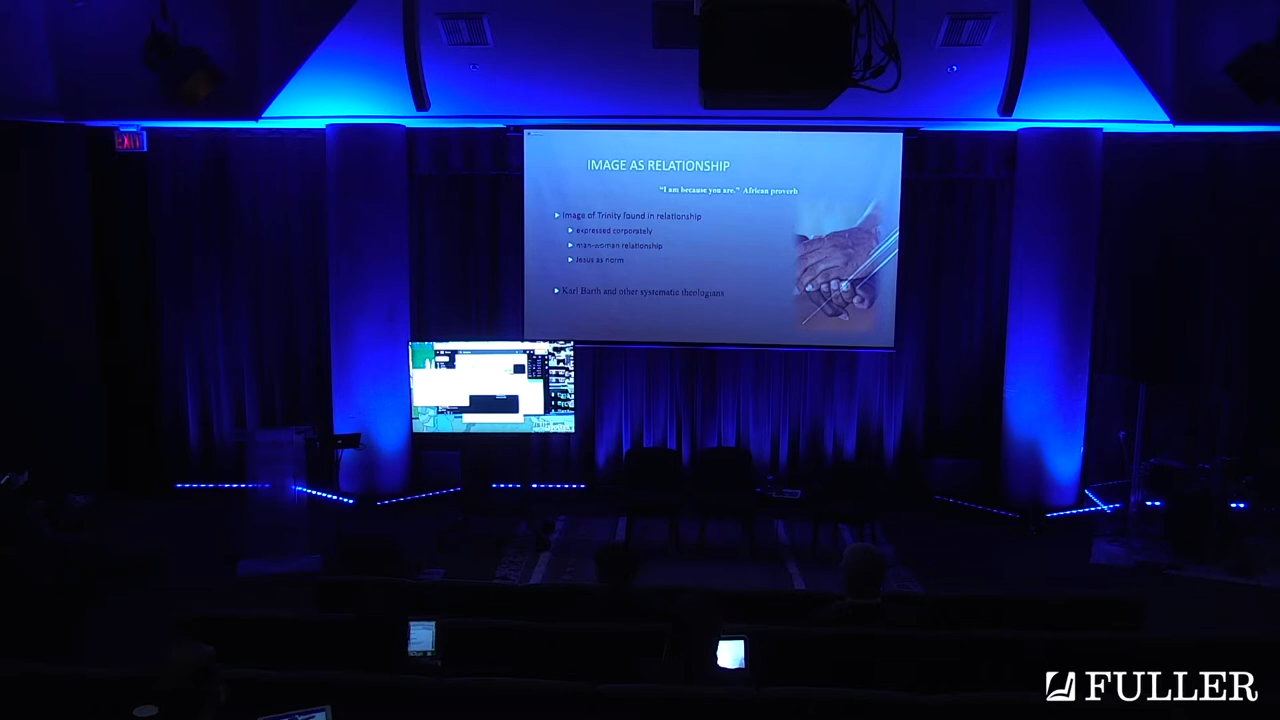 EXIT
IMAGE AS RELATIONSHIP
“I am because you are.” African proverb
Image of Trinity found in relationship
expressed corporately
man-woman relationship
Jesus as norm
Karl Barth and other systematic theologians
FULLER